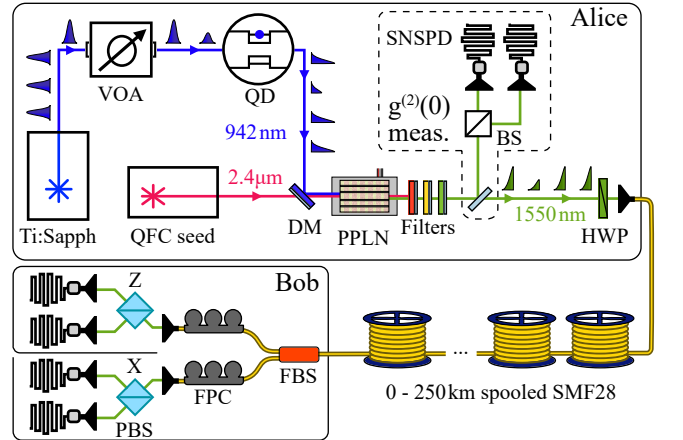 Alice
SNSPD
VOA
QD
g⁽²⁾(0)
meas.
BS
942 nm
2.4μm
Ti:Sapph
QFC seed
DM
PPLN
Filters
1550 nm
HWP
Bob
Z
X
FBS
FPC
PBS
...
0 - 250 km spooled SMF28